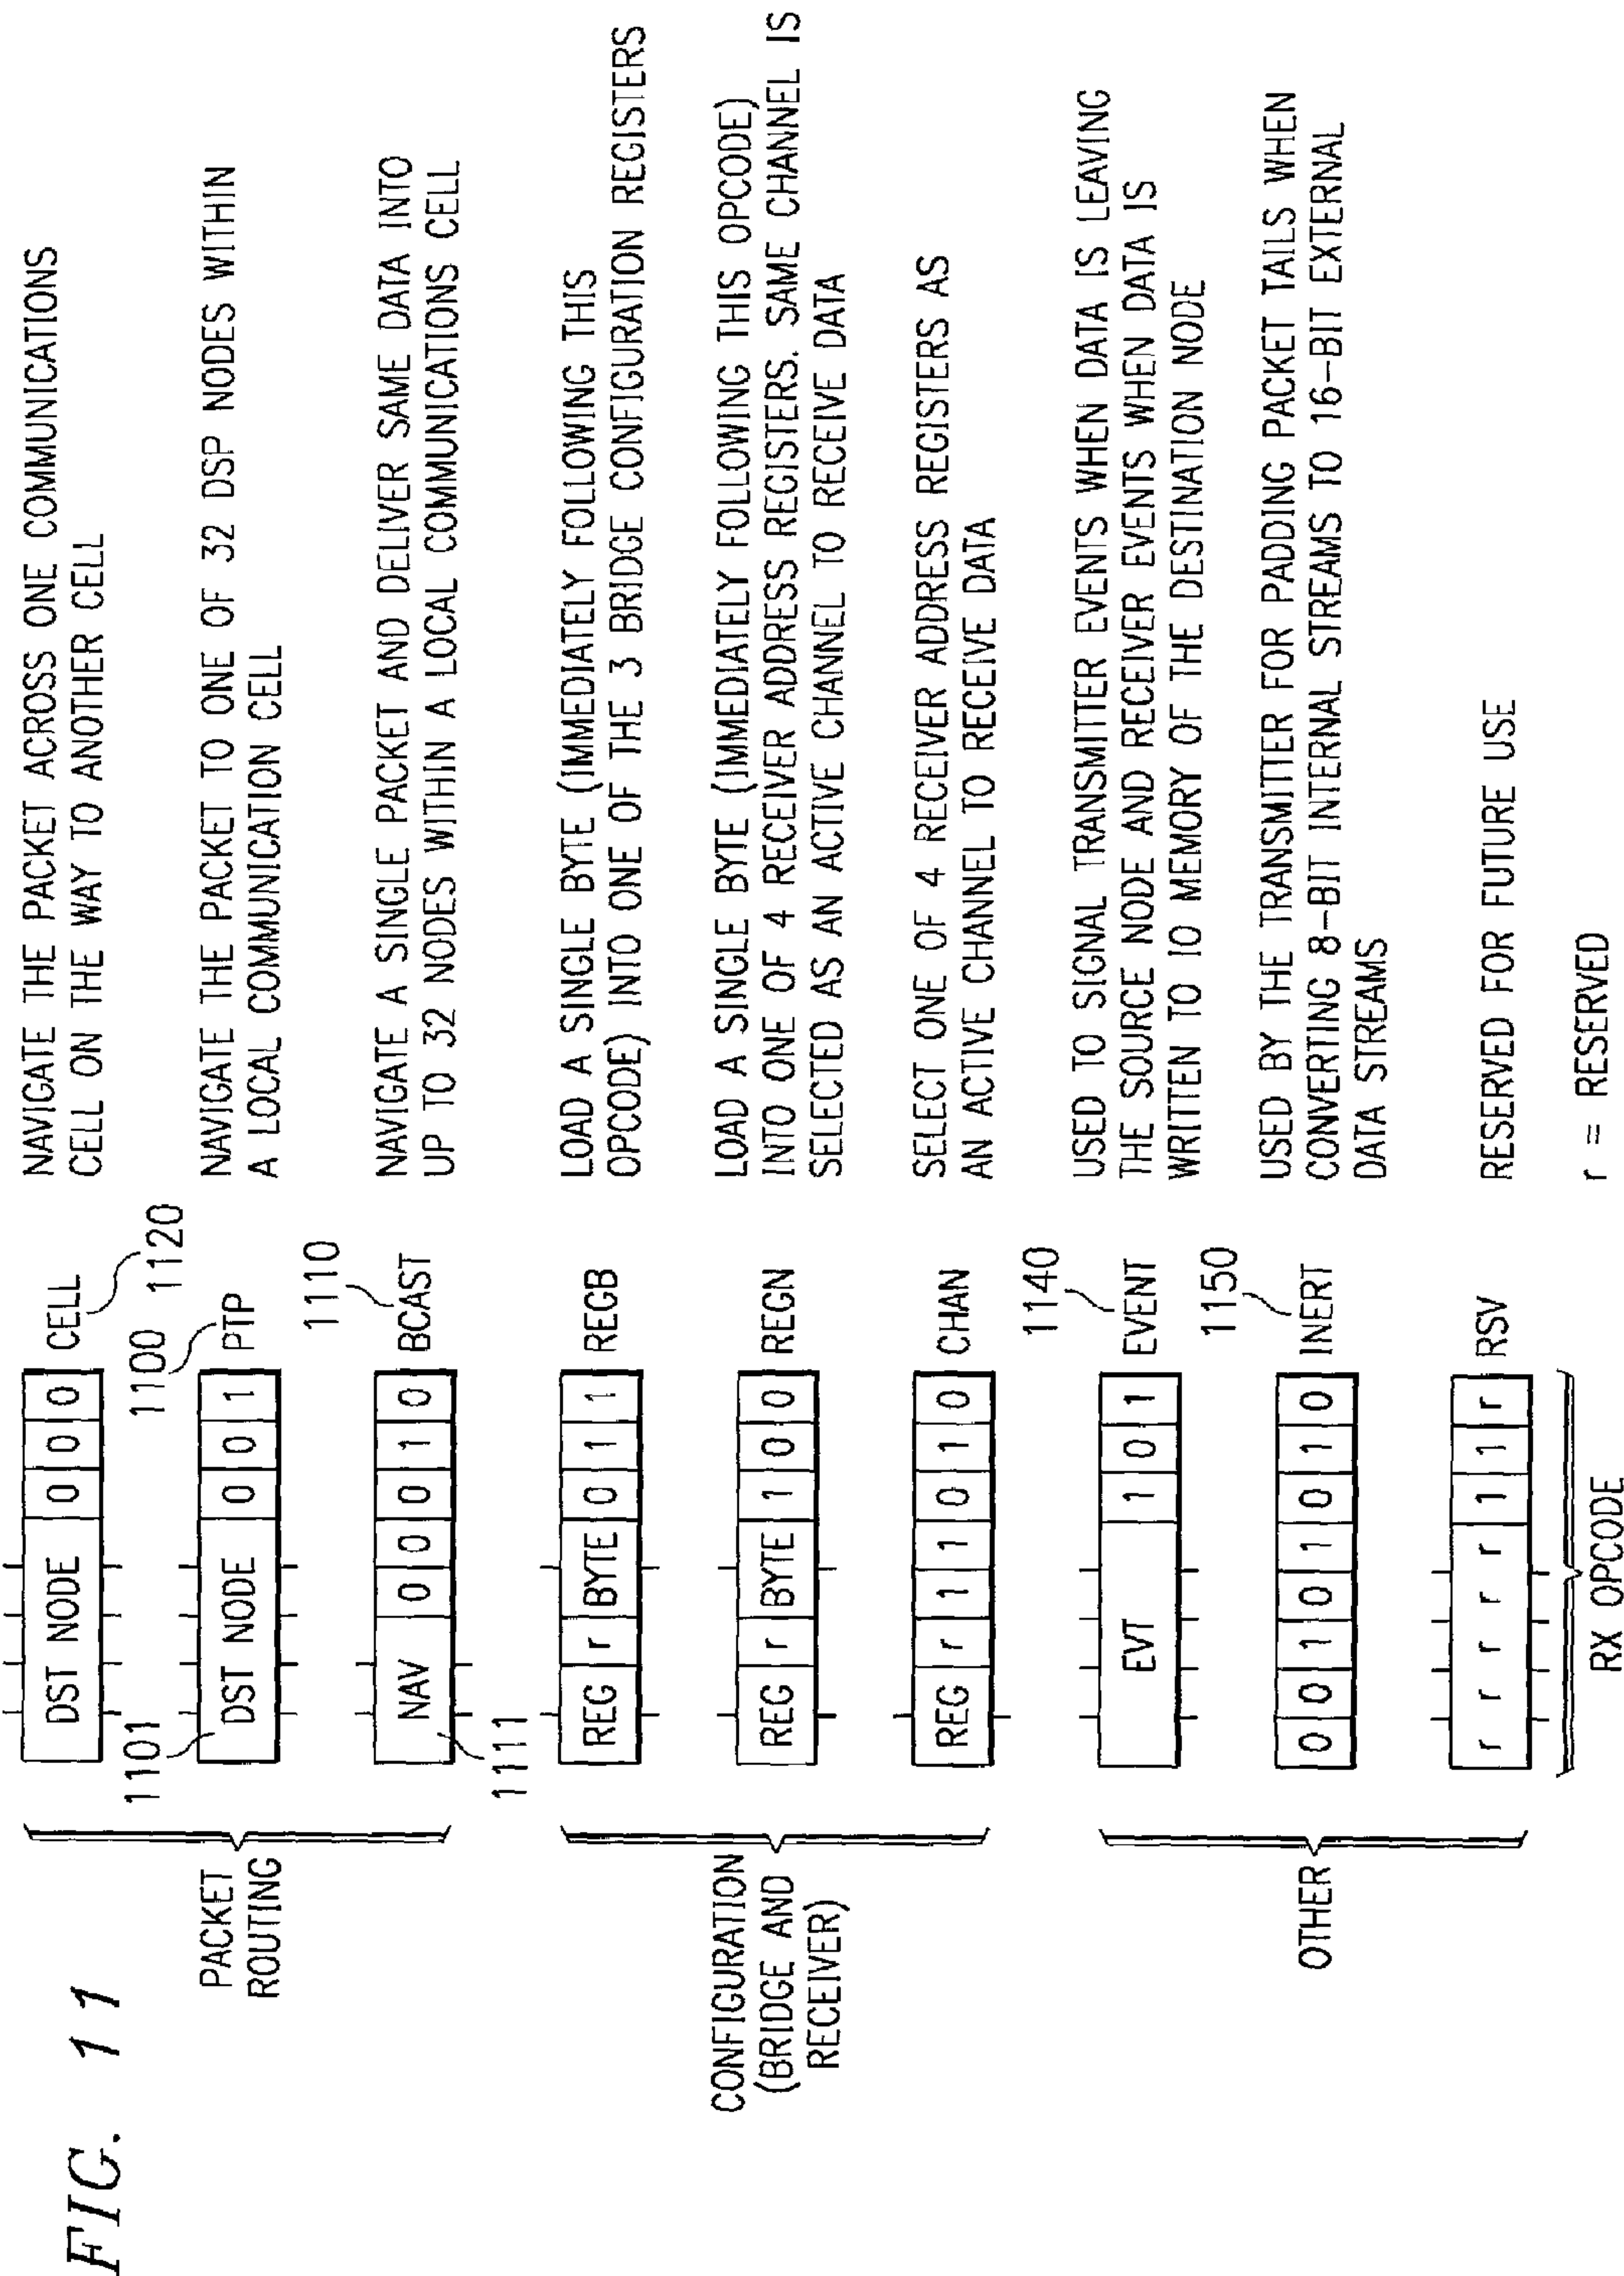 FIG. 11
PACKET
ROUTING
DST NODE 0 0 0 CELL
1120
NAVIGATE THE PACKET ACROSS ONE COMMUNICATIONS
CELL ON THE WAY TO ANOTHER CELL
1101
DST NODE 0 0 1 PTP
1100
NAVIGATE THE PACKET TO ONE OF 32 DSP NODES WITHIN
A LOCAL COMMUNICATION CELL
1111
NAV 0 0 0 1 0 BCAST
1110
NAVIGATE A SINGLE PACKET AND DELIVER SAME DATA INTO
UP TO 32 NODES WITHIN A LOCAL COMMUNICATIONS CELL
CONFIGURATION
(BRIDGE AND
RECEIVER)
REG r BYTE 0 1 1 REGB
LOAD A SINGLE BYTE (IMMEDIATELY FOLLOWING THIS
OPCODE) INTO ONE OF THE 3 BRIDGE CONFIGURATION REGISTERS
REG r BYTE 1 0 0 REGN
LOAD A SINGLE BYTE (IMMEDIATELY FOLLOWING THIS OPCODE)
INTO ONE OF 4 RECEIVER ADDRESS REGISTERS. SAME CHANNEL IS
SELECTED AS AN ACTIVE CHANNEL TO RECEIVE DATA
REG r 1 1 0 1 0 CHAN
SELECT ONE OF 4 RECEIVER ADDRESS REGISTERS AS
AN ACTIVE CHANNEL TO RECEIVE DATA
OTHER
EVT 1 0 1 EVENT
1140
USED TO SIGNAL TRANSMITTER EVENTS WHEN DATA IS LEAVING
THE SOURCE NODE AND RECEIVER EVENTS WHEN DATA IS
WRITTEN TO IO MEMORY OF THE DESTINATION NODE
0 0 1 0 1 0 1 0 INERT
1150
USED BY THE TRANSMITTER FOR PADDING PACKET TAILS WHEN
CONVERTING 8-BIT INTERNAL STREAMS TO 16-BIT EXTERNAL
DATA STREAMS
r r r r r 1 1 r RSV
RESERVED FOR FUTURE USE
RX OPCODE
r = RESERVED